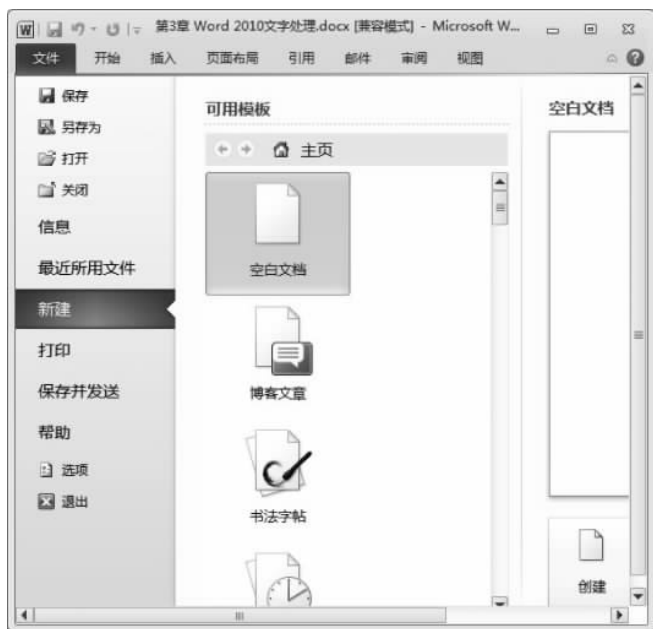 第3章 Word 2010文字处理.docx [兼容模式] - Microsoft W...
文件 开始 插入 页面布局 引用 邮件 审阅 视图
保存
另存为
打开
关闭
信息
最近所用文件
新建
打印
保存并发送
帮助
选项
退出
可用模板
主页
空白文档
博客文章
书法字帖
空白文档
创建